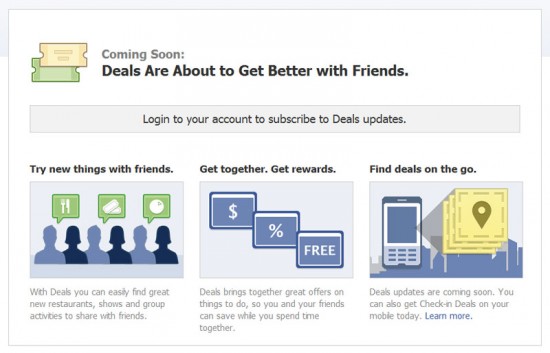 Coming Soon:
Deals Are About to Get Better with Friends.
Login to your account to subscribe to Deals updates.
Try new things with friends.
With Deals you can easily find great
new restaurants, shows and group
activities to share with friends.
Get together. Get rewards.
$
%
FREE
Deals brings together great offers on
things to do, so you and your friends
can save while you spend time
together.
Find deals on the go.
Deals updates are coming soon. You
can also get Check-in Deals on your
mobile today. Learn more.